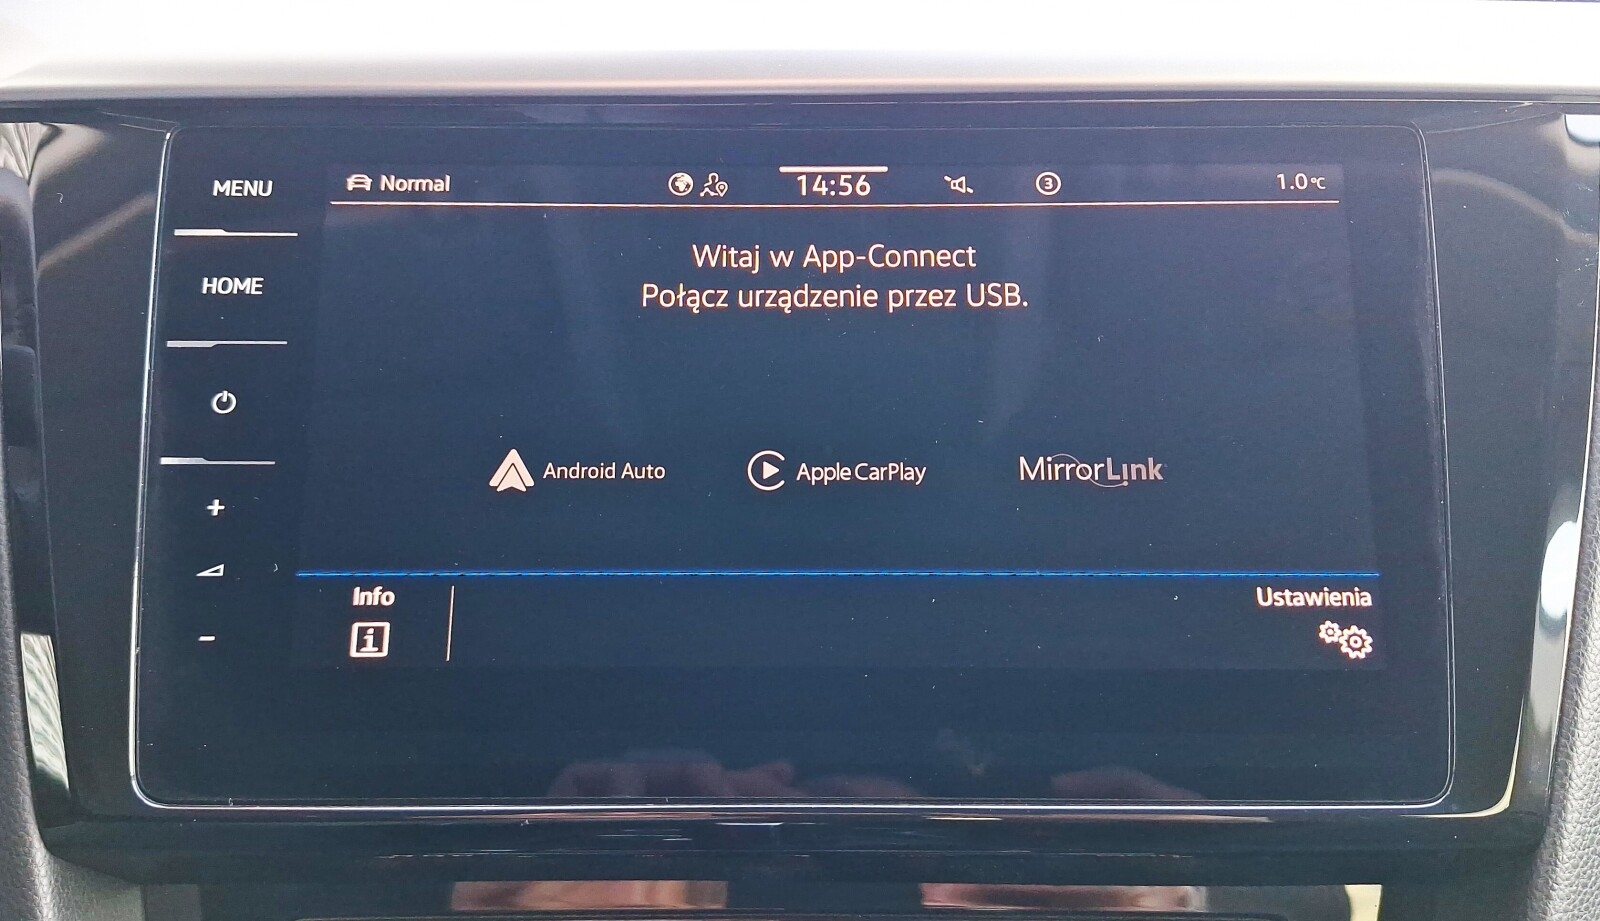 MENU
HOME
Normal
14:56
3
1.0°C
Witaj w App-Connect
Połącz urządzenie przez USB.
Android Auto
Apple CarPlay
MirrorLink
+
-
Info
i
Ustawienia